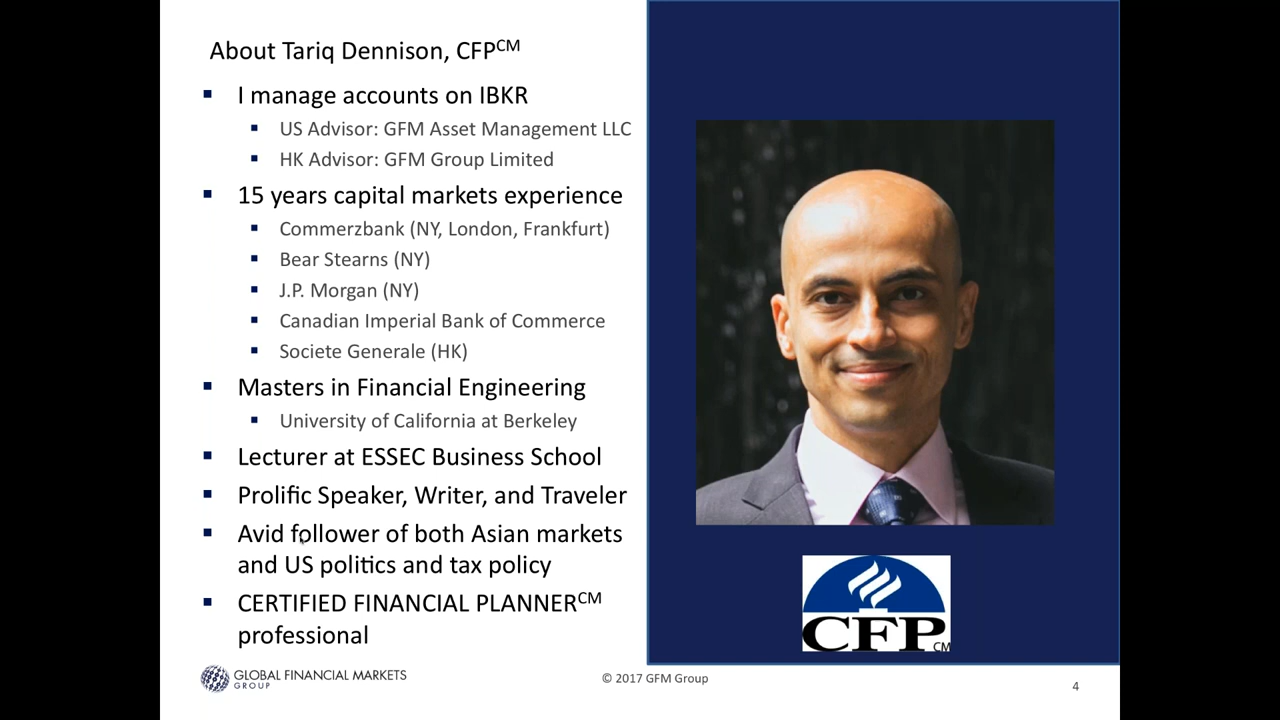 About Tariq Dennison, CFPCM
I manage accounts on IBKR
US Advisor: GFM Asset Management LLC
HK Advisor: GFM Group Limited
15 years capital markets experience
Commerzbank (NY, London, Frankfurt)
Bear Stearns (NY)
J.P. Morgan (NY)
Canadian Imperial Bank of Commerce
Societe Generale (HK)
Masters in Financial Engineering
University of California at Berkeley
Lecturer at ESSEC Business School
Prolific Speaker, Writer, and Traveler
Avid follower of both Asian markets
and US politics and tax policy
CERTIFIED FINANCIAL PLANNERCM
professional
CFP CM
GLOBAL FINANCIAL MARKETS
GROUP
© 2017 GFM Group
4